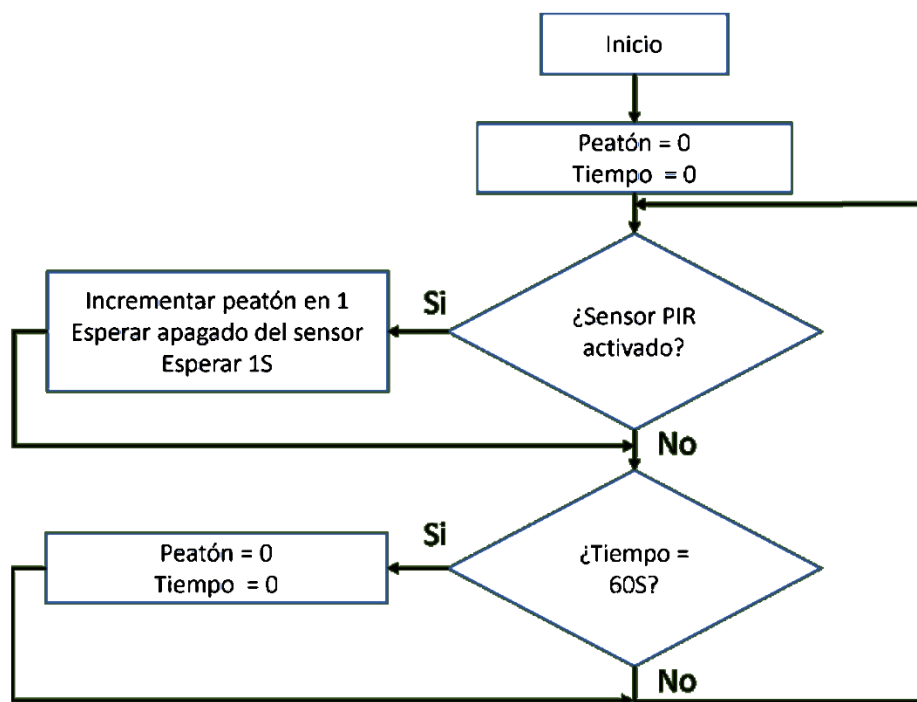 Inicio
Peatón = 0
Tiempo = 0
Si
Incrementar peatón en 1
Esperar apagado del sensor
Esperar 1S
¿Sensor PIR
activado?
No
Si
Peatón = 0
Tiempo = 0
¿Tiempo =
60S?
No